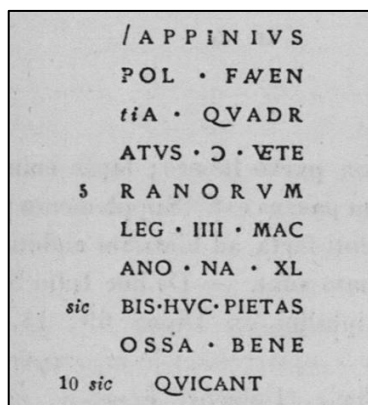 /APPINIVS
POL · FAVEN
tiA · QVADR
ATVS · Ɔ · VETE
5 RANORVM
LEG · IIII · MAC
ANO · NA · XL
sic BIS·HVC·PIETAS
OSSA · BENE
10 sic QVICANT